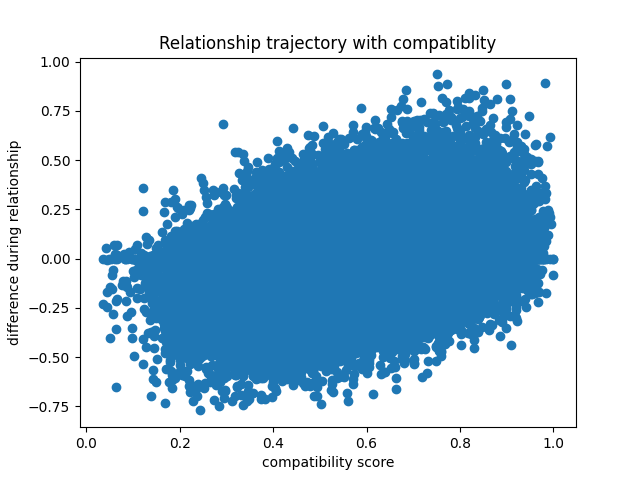 Relationship trajectory with compatiblity
1.00
0.75
0.50
0.25
0.00
−0.25
−0.50
−0.75
difference during relationship
0.0 0.2 0.4 0.6 0.8 1.0
compatibility score